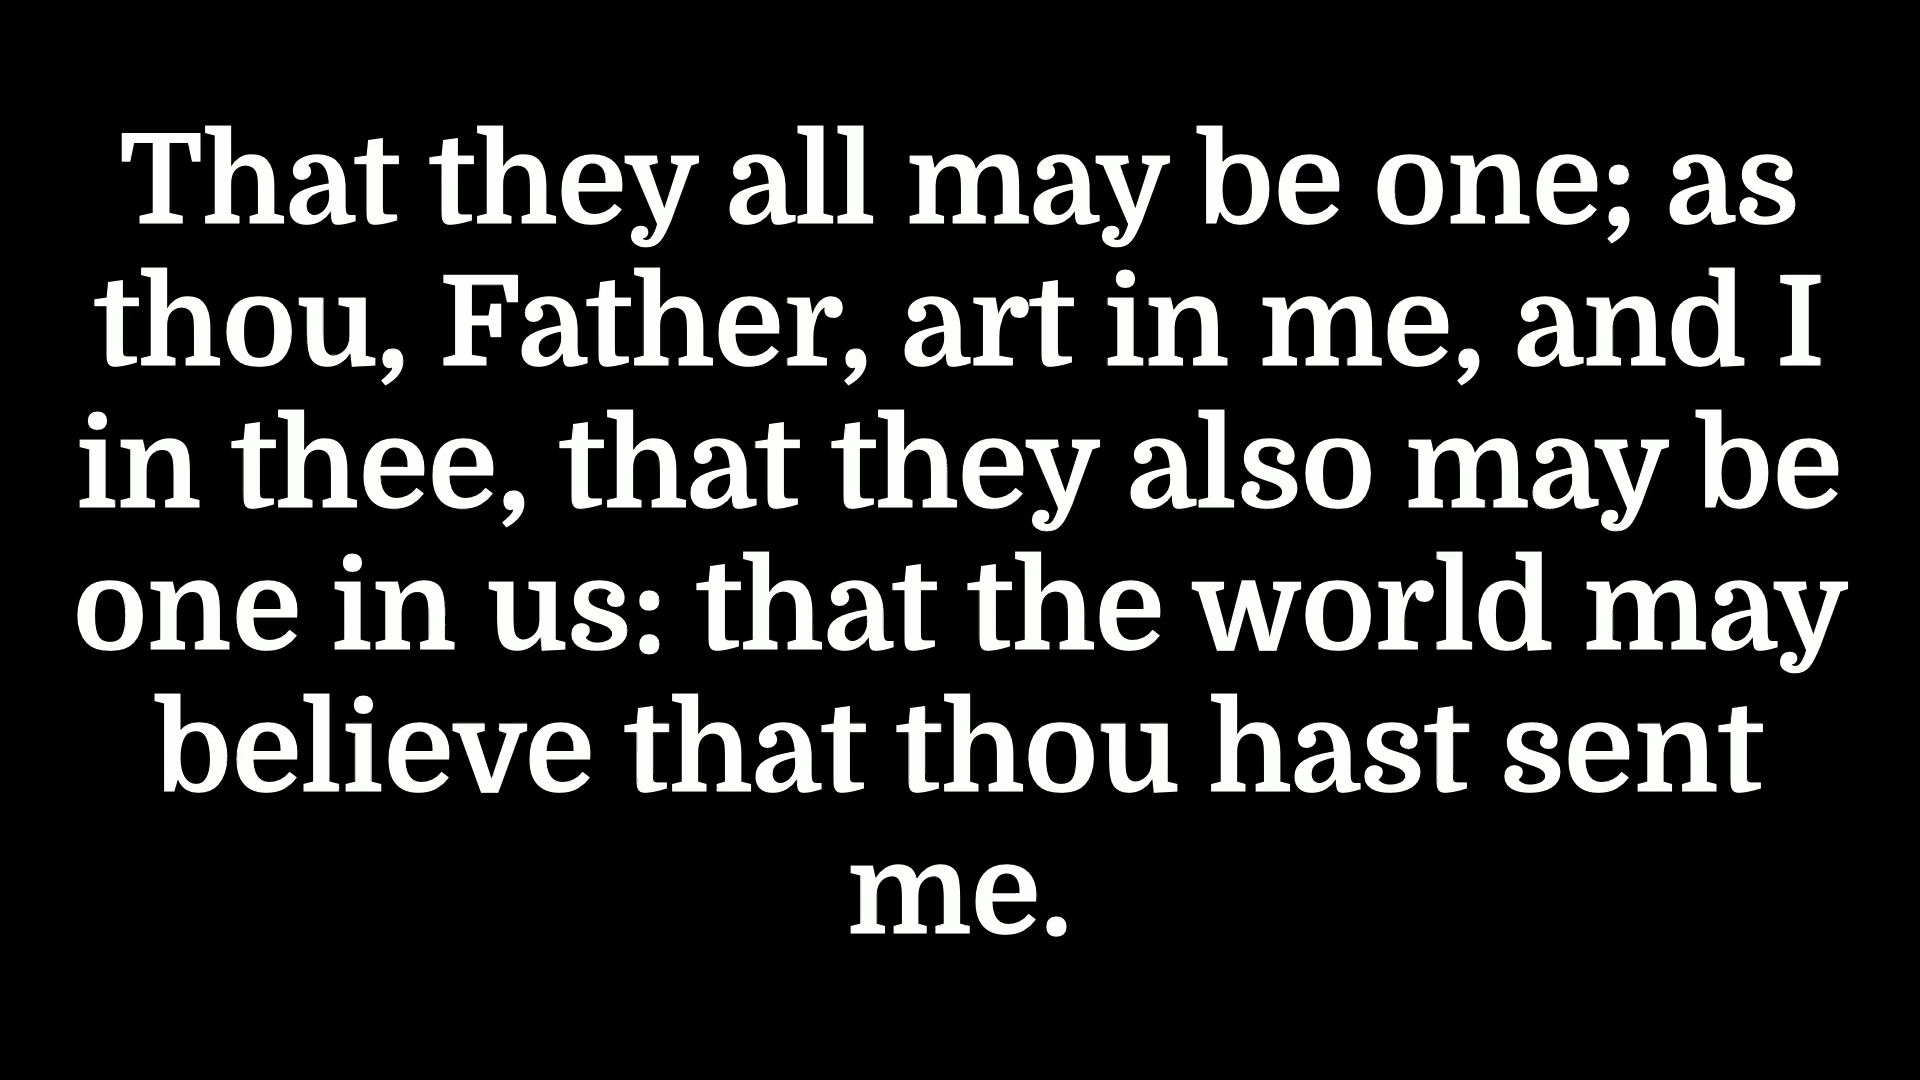 That they all may be one; as
thou, Father, art in me, and I
in thee, that they also may be
one in us: that the world may
believe that thou hast sent
me.